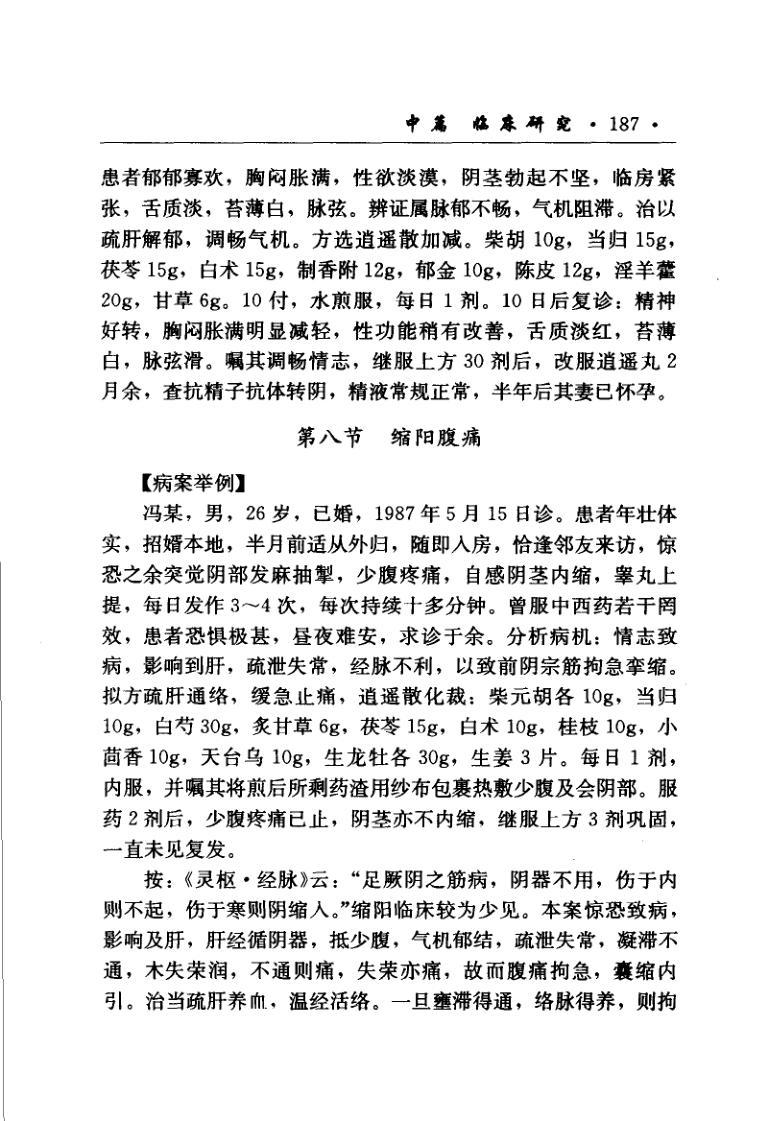 中篇 临床研究 · 187 ·
患者郁郁寡欢，胸闷胀满，性欲淡漠，阴茎勃起不坚，临房紧
张，舌质淡，苔薄白，脉弦。辨证属脉郁不畅，气机阻滞。治以
疏肝解郁，调畅气机。方选逍遥散加减。柴胡 10g，当归 15g，
茯苓 15g，白术 15g，制香附 12g，郁金 10g，陈皮 12g，淫羊藿
20g，甘草 6g。10 付，水煎服，每日 1 剂。10 日后复诊：精神
好转，胸闷胀满明显减轻，性功能稍有改善，舌质淡红，苔薄
白，脉弦滑。嘱其调畅情志，继服上方 30 剂后，改服逍遥丸 2
月余，查抗精子抗体转阴，精液常规正常，半年后其妻已怀孕。
第八节 缩阳腹痛
【病案举例】
冯某，男，26 岁，已婚，1987 年 5 月 15 日诊。患者年壮体
实，招婿本地，半月前适从外归，随即入房，恰逢邻友来访，惊
恐之余突觉阴部发麻抽掣，少腹疼痛，自感阴茎内缩，睾丸上
提，每日发作 3～4 次，每次持续十多分钟。曾服中西药若干罔
效，患者恐惧极甚，昼夜难安，求诊于余。分析病机：情志致
病，影响到肝，疏泄失常，经脉不利，以致前阴宗筋拘急挛缩。
拟方疏肝通络，缓急止痛，逍遥散化裁：柴元胡各 10g，当归
10g，白芍 30g，炙甘草 6g，茯苓 15g，白术 10g，桂枝 10g，小
茴香 10g，天台乌 10g，生龙牡各 30g，生姜 3 片。每日 1 剂，
内服，并嘱其将煎后所剩药渣用纱布包裹热敷少腹及会阴部。服
药 2 剂后，少腹疼痛已止，阴茎亦不内缩，继服上方 3 剂巩固，
一直未见复发。
按：《灵枢·经脉》云：“足厥阴之筋病，阴器不用，伤于内
则不起，伤于寒则阴缩入。”缩阳临床较为少见。本案惊恐致病，
影响及肝，肝经循阴器，抵少腹，气机郁结，疏泄失常，凝滞不
通，木失荣润，不通则痛，失荣亦痛，故而腹痛拘急，囊缩内
引。治当疏肝养血，温经活络。一旦壅滞得通，络脉得养，则拘